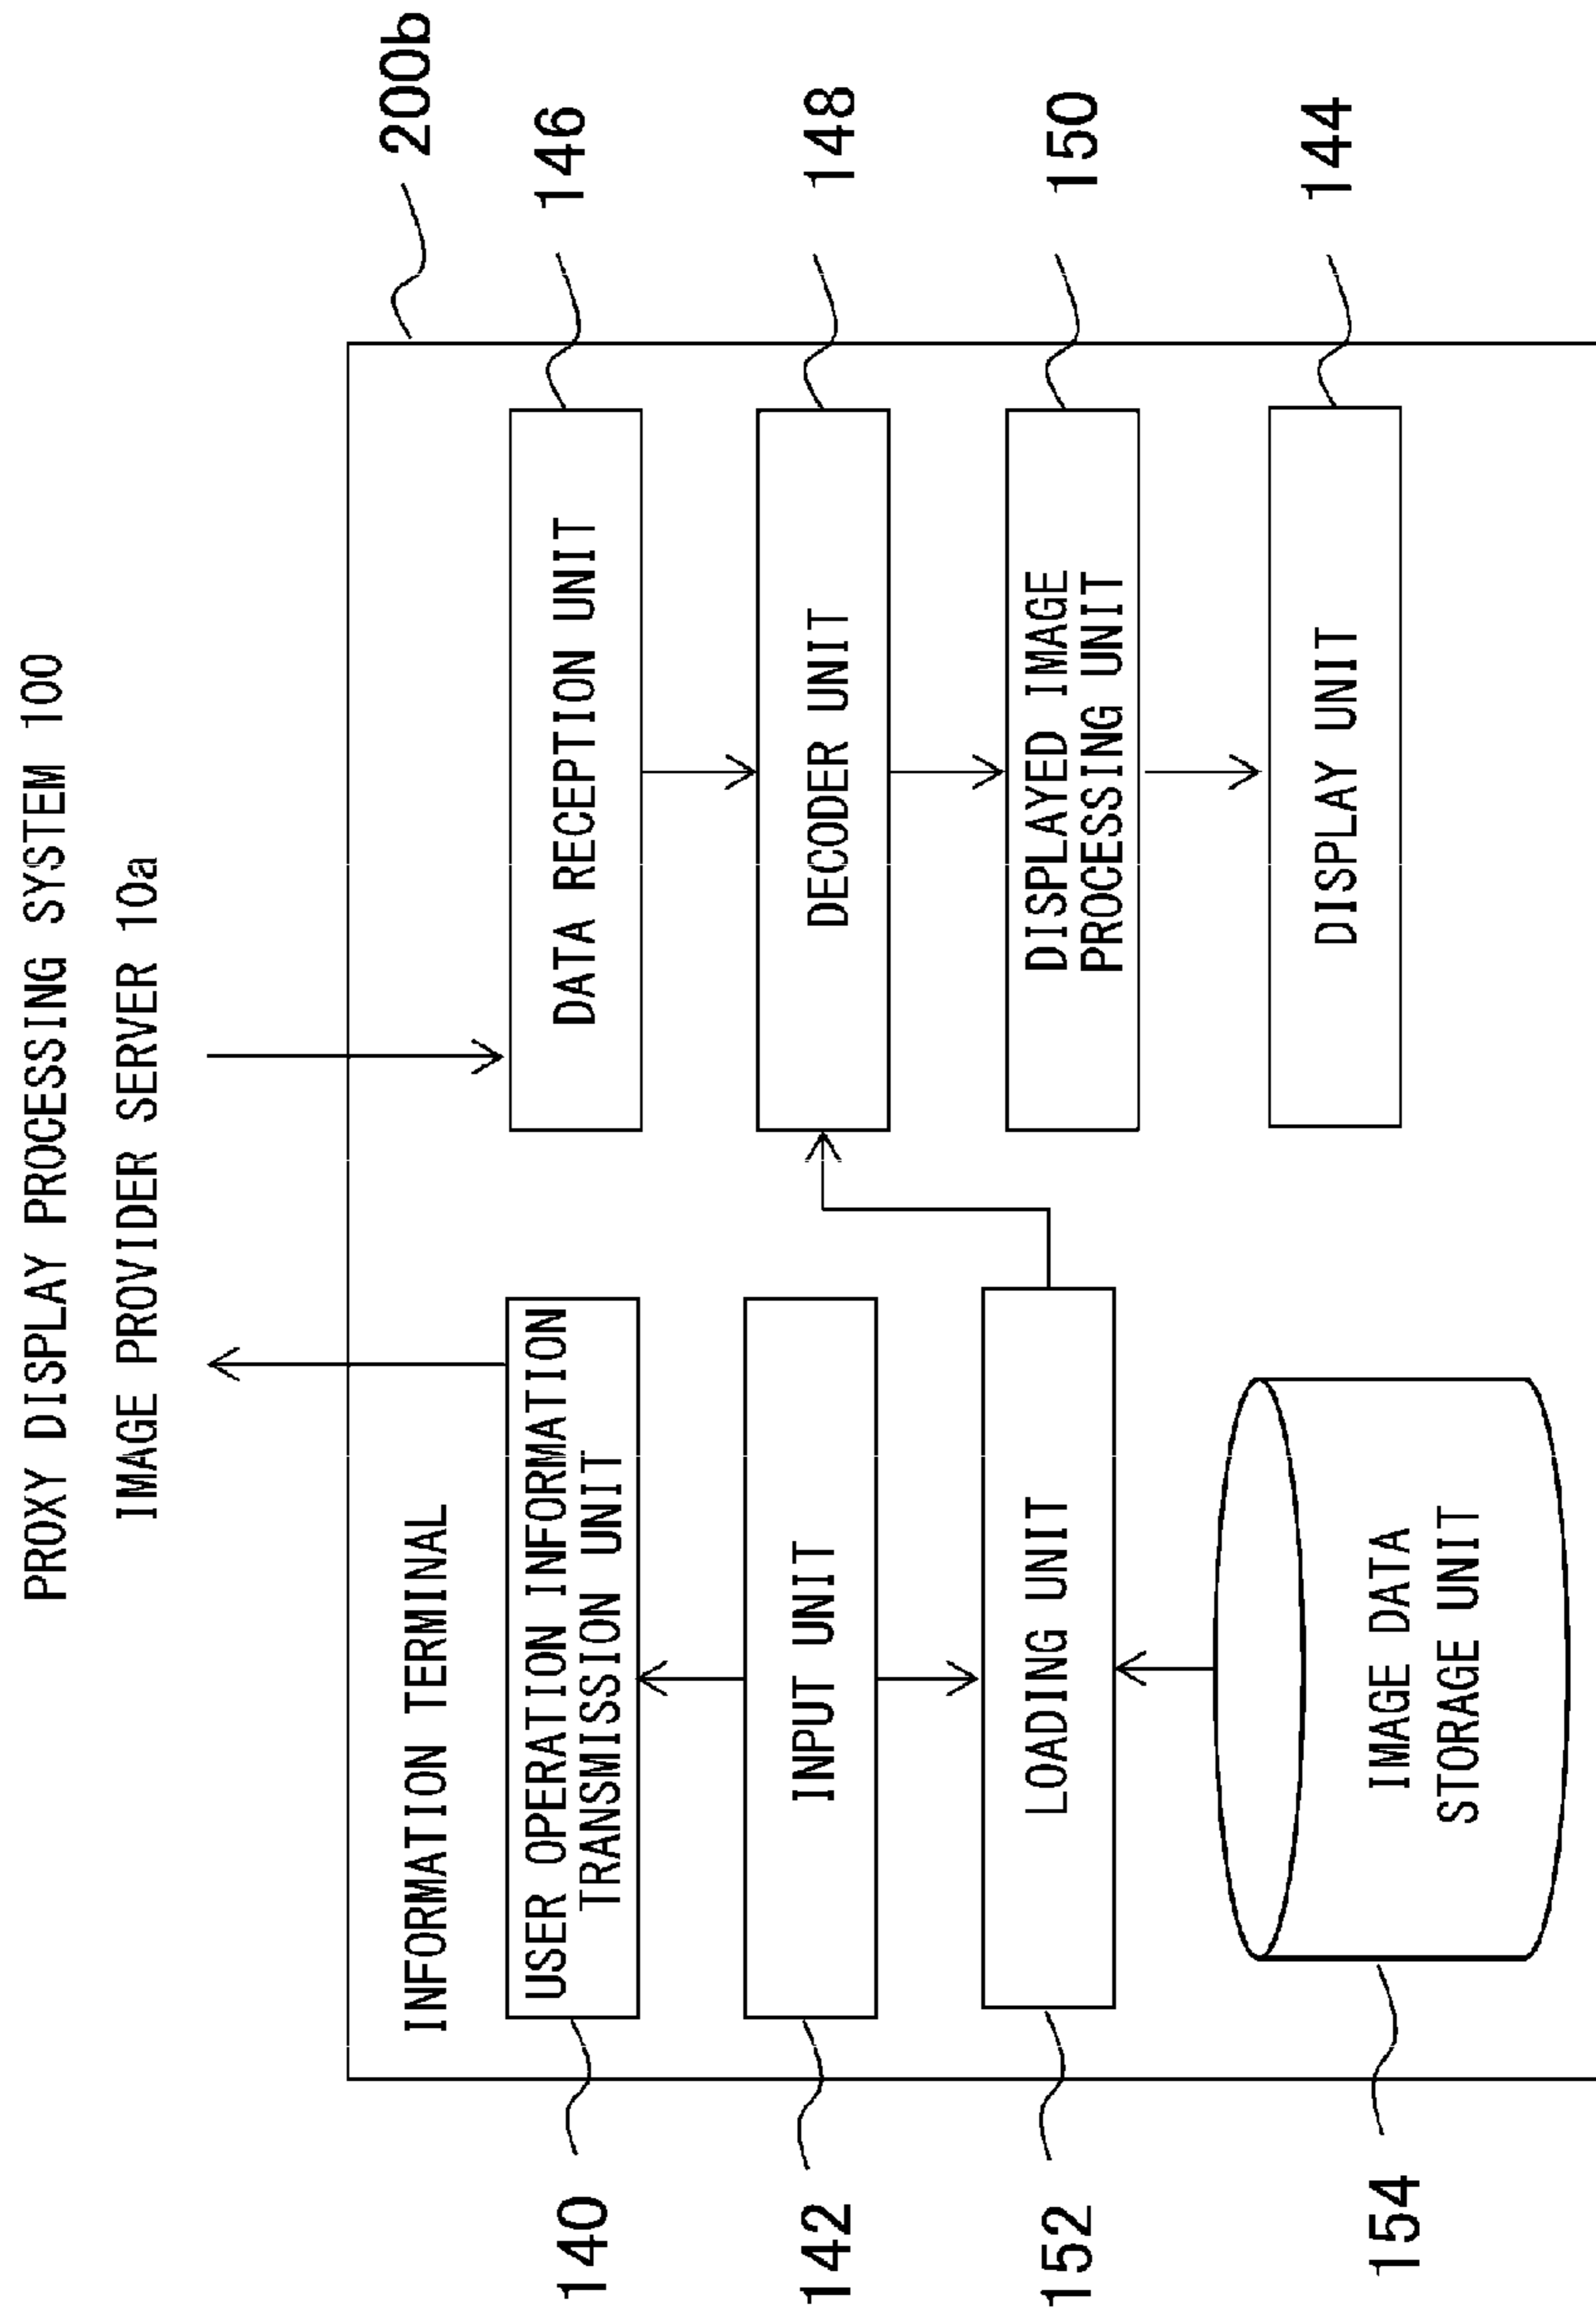 PROXY DISPLAY PROCESSING SYSTEM 100
IMAGE PROVIDER SERVER 10a
200b
INFORMATION TERMINAL
140
USER OPERATION INFORMATION
TRANSMISSION UNIT
DATA RECEPTION UNIT
146
142
INPUT UNIT
DECODER UNIT
148
152
LOADING UNIT
DISPLAYED IMAGE
PROCESSING UNIT
150
154
IMAGE DATA
STORAGE UNIT
DISPLAY UNIT
144